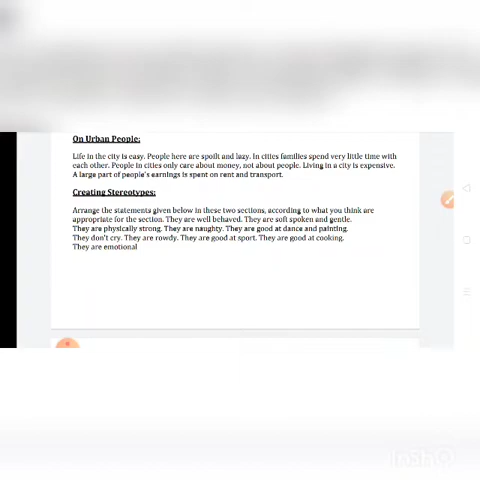 On Urban People:
Life in the city is easy. People here are spoilt and lazy. In cities families spend very little time with
each other. People in cities only care about money, not about people. Living in a city is expensive.
A large part of people's earnings is spent on rent and transport.
Creating Stereotypes:
Arrange the statements given below in these two sections, according to what you think are
appropriate for the section. They are well behaved. They are soft spoken and gentle.
They are physically strong. They are naughty. They are good at dance and painting.
They don't cry. They are rowdy. They are good at sport. They are good at cooking.
They are emotional
InShO